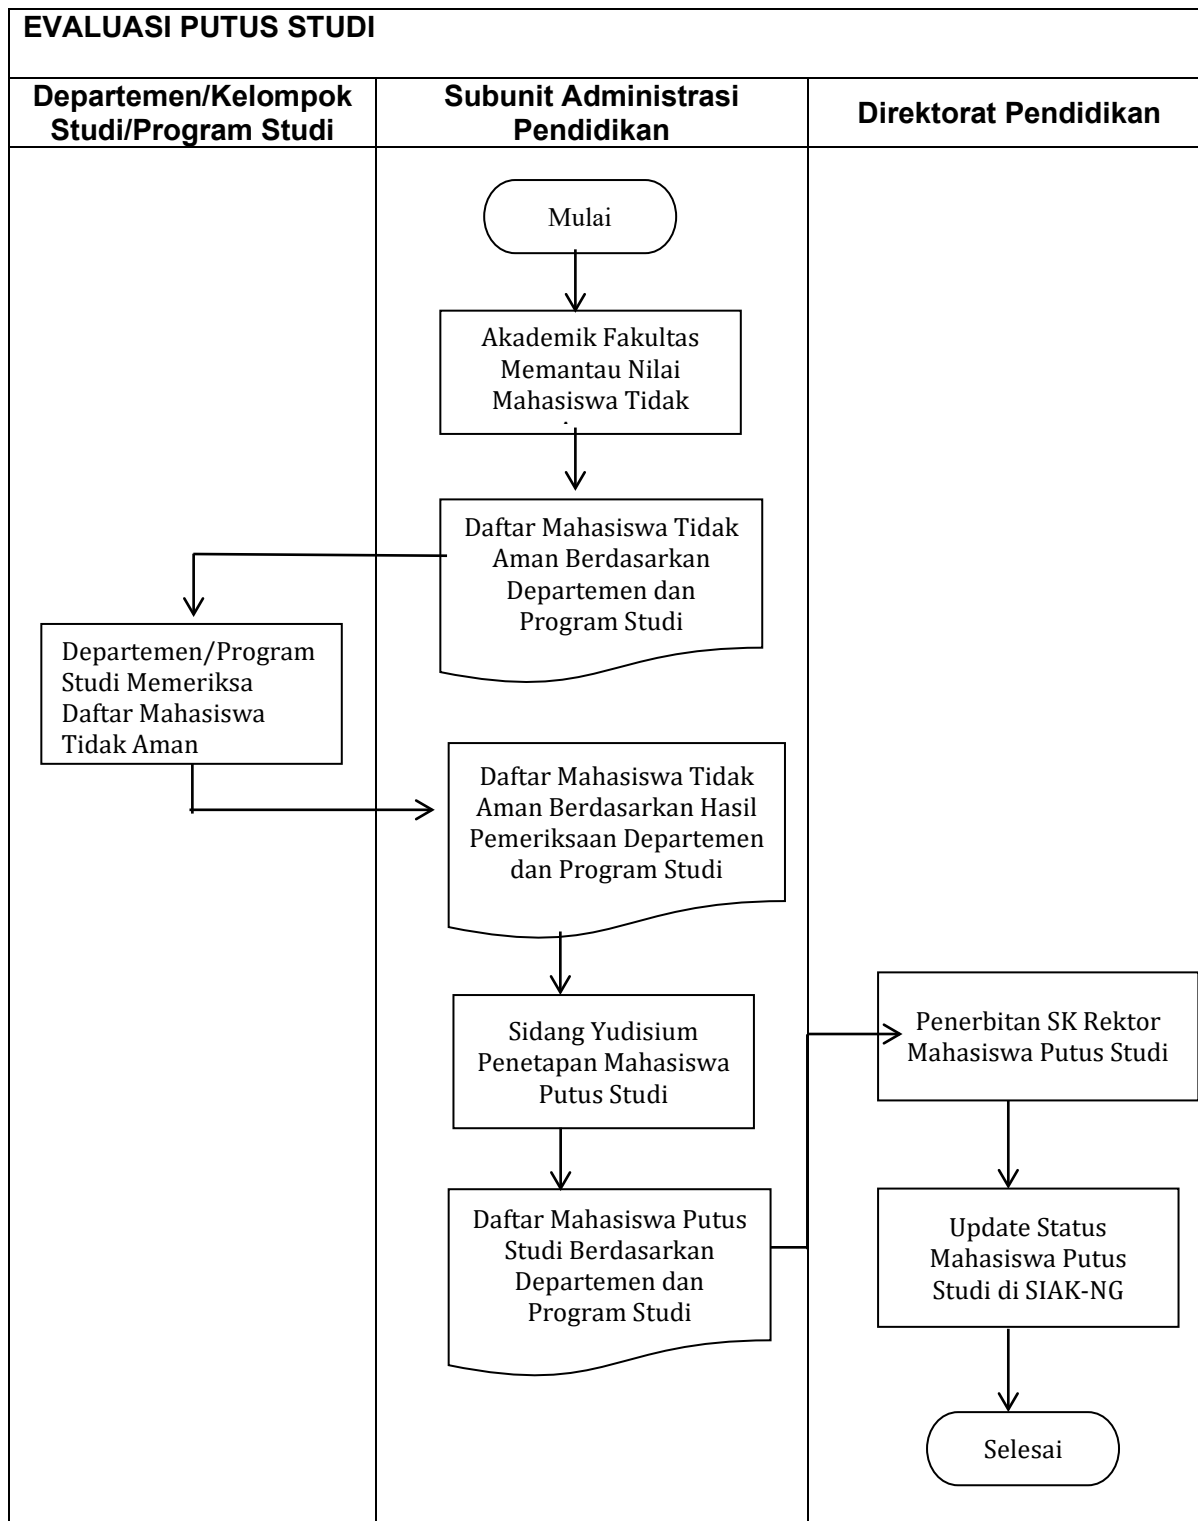 EVALUASI PUTUS STUDI
Departemen/Kelompok
Studi/Program Studi
Subunit Administrasi
Pendidikan
Direktorat Pendidikan
Mulai
Akademik Fakultas
Memantau Nilai
Mahasiswa Tidak
Daftar Mahasiswa Tidak
Aman Berdasarkan
Departemen dan
Program Studi
Departemen/Program
Studi Memeriksa
Daftar Mahasiswa
Tidak Aman
Daftar Mahasiswa Tidak
Aman Berdasarkan Hasil
Pemeriksaan Departemen
dan Program Studi
Sidang Yudisium
Penetapan Mahasiswa
Putus Studi
Daftar Mahasiswa Putus
Studi Berdasarkan
Departemen dan
Program Studi
Penerbitan SK Rektor
Mahasiswa Putus Studi
Update Status
Mahasiswa Putus
Studi di SIAK-NG
Selesai